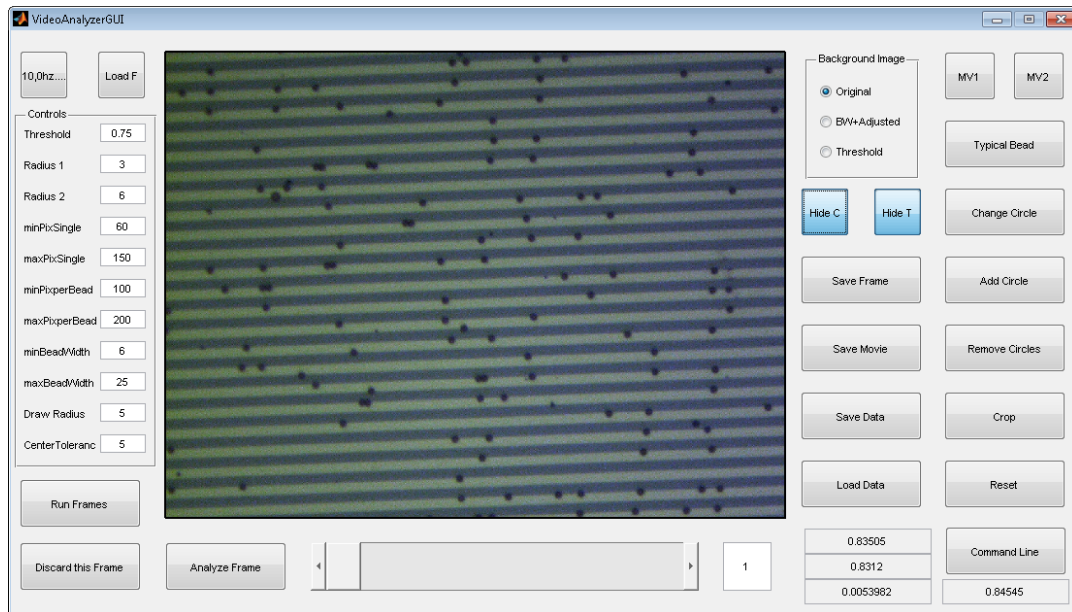 VideoAnalyzerGUI
10,0hz....
Load F
Controls
Threshold 0.75
Radius 1 3
Radius 2 6
minPixSingle 60
maxPixSingle 150
minPixperBead 100
maxPixperBead 200
minBeadWidth 6
maxBeadWidth 25
Draw Radius 5
CenterToleranc 5
Run Frames
Discard this Frame
Analyze Frame
1
Background Image
Original
BW+Adjusted
Threshold
Hide C
Hide T
Save Frame
Save Movie
Save Data
Load Data
0.83505
0.8312
0.0053982
MV1
MV2
Typical Bead
Change Circle
Add Circle
Remove Circles
Crop
Reset
Command Line
0.84545